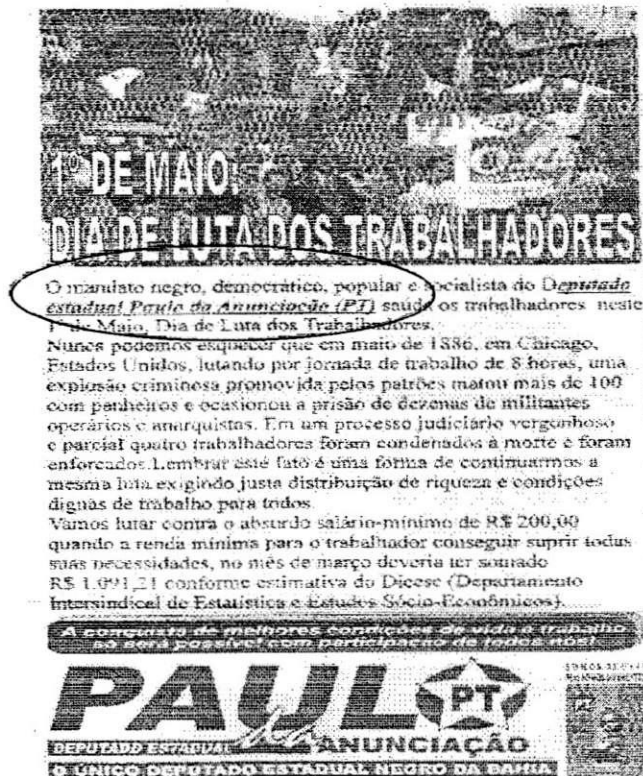 1º DE MAIO:
DIA DE LUTA DOS TRABALHADORES
O mandato negro, democrático, popular e socialista do Deputado
estadual Paulo da Anunciação (PT) saúda os trabalhadores neste
1º de Maio, Dia de Luta dos Trabalhadores.
Nunca podemos esquecer que em maio de 1886, em Chicago,
Estados Unidos, lutando por jornada de trabalho de 8 horas, uma
explosão criminosa promovida pelos patrões matou mais de 100
com panheiros e ocasionou a prisão de dezenas de militantes
operários e anarquistas. Em um processo judiciário vergonhoso
e parcial quatro trabalhadores foram condenados à morte e foram
enforcados.Lembrar este fato é uma forma de continuarmos a
mesma luta exigindo justa distribuição de riqueza e condições
dignas de trabalho para todos.
Vamos lutar contra o absurdo salário-mínimo de R$ 200,00
quando a renda mínima para o trabalhador conseguir suprir todas
suas necessidades, no mês de março deveria ter somado
R$ 1.091,21 conforme estimativa do Dieese (Departamento
Intersindical de Estatística e Estudos Sócio-Econômicos).
A conquista de melhores condições de vida e trabalho
só será possível com participação de todos nós!
PAULO PT
DEPUTADO ESTADUAL da ANUNCIAÇÃO
O ÚNICO DEPUTADO ESTADUAL NEGRO DA BAHIA